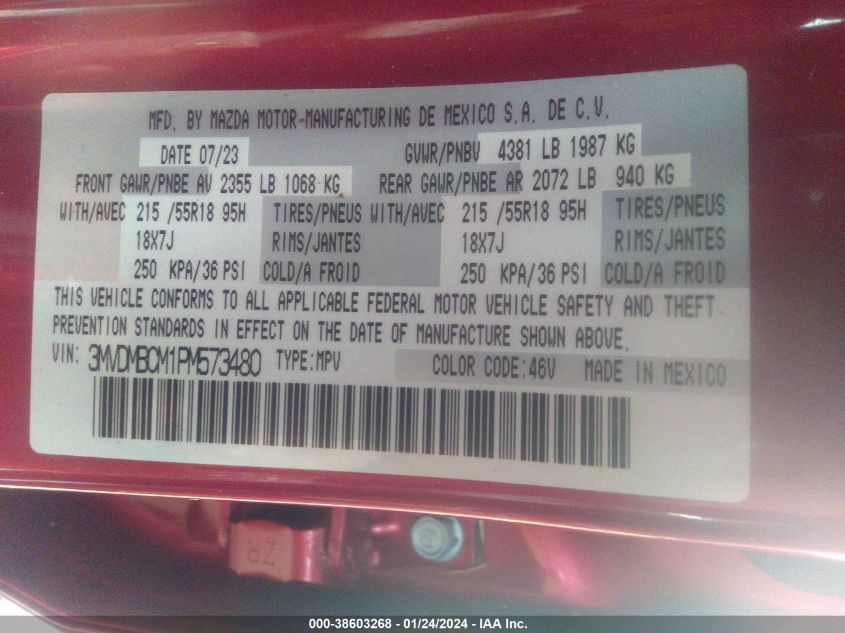 MFD. BY MAZDA MOTOR-MANUFACTURING DE MEXICO S.A. DE C.V.
DATE 07/23 GVWR/PNBV 4381 LB 1987 KG
FRONT GAWR/PNBE AV 2355 LB 1068 KG REAR GAWR/PNBE AR 2072 LB 940 KG
WITH/AVEC 215 /55R18 95H TIRES/PNEUS WITH/AVEC 215 /55R18 95H TIRES/PNEUS
18X7J RIMS/JANTES 18X7J RIMS/JANTES
250 KPA/36 PSI COLD/A FROID 250 KPA/36 PSI COLD/A FROID
THIS VEHICLE CONFORMS TO ALL APPLICABLE FEDERAL MOTOR VEHICLE SAFETY AND THEFT
PREVENTION STANDARDS IN EFFECT ON THE DATE OF MANUFACTURE SHOWN ABOVE.
VIN: 3MVDMBCM1PM573480 TYPE:MPV COLOR CODE:46V MADE IN MEXICO
ZR
000-38603268 - 01/24/2024 - IAA Inc.